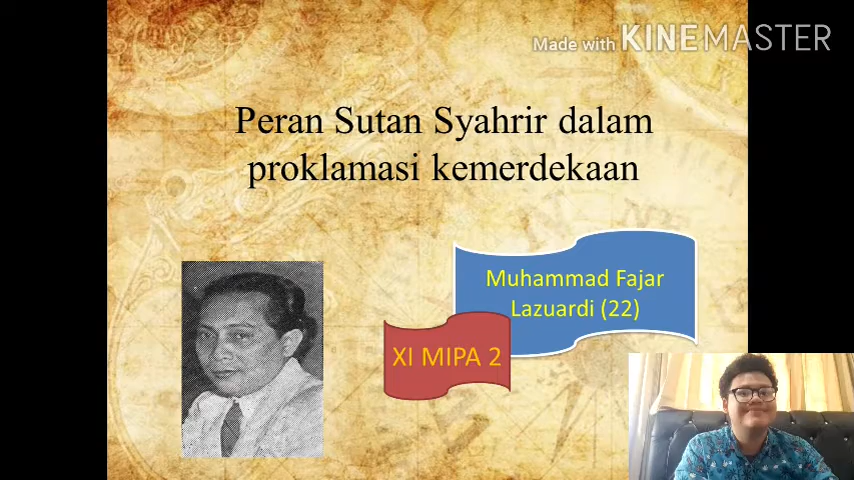 Made with KINEMASTER
Peran Sutan Syahrir dalam
proklamasi kemerdekaan
Muhammad Fajar
Lazuardi (22)
XI MIPA 2